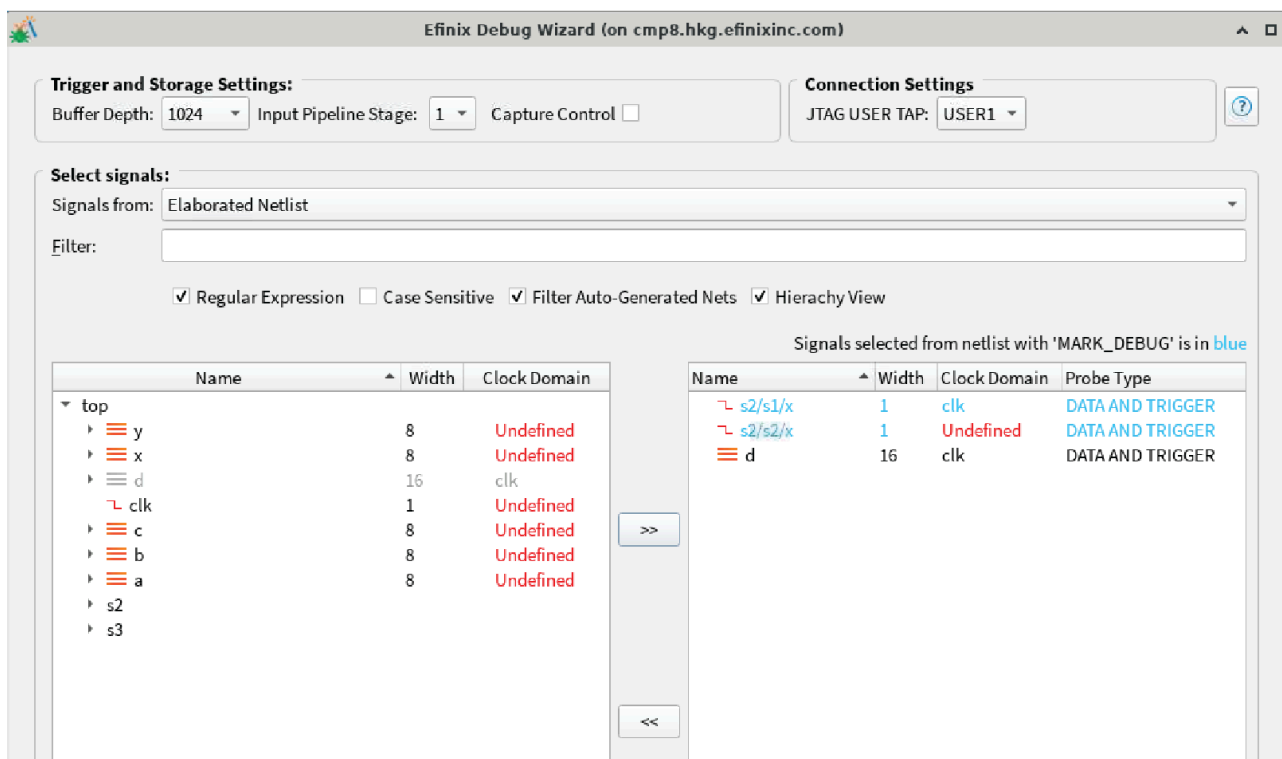 Efinix Debug Wizard (on cmp8.hkg.efinixinc.com)
Trigger and Storage Settings:
Buffer Depth: 1024 Input Pipeline Stage: 1 Capture Control
Connection Settings
JTAG USER TAP: USER1
Select signals:
Signals from: Elaborated Netlist
Filter:
Regular Expression Case Sensitive Filter Auto-Generated Nets Hierachy View
Signals selected from netlist with 'MARK_DEBUG' is in blue
Name Width Clock Domain
top
y 8 Undefined
x 8 Undefined
d 16 clk
clk 1 Undefined
c 8 Undefined
b 8 Undefined
a 8 Undefined
s2
s3
>>
<<
Name Width Clock Domain Probe Type
s2/s1/x 1 clk DATA AND TRIGGER
s2/s2/x 1 Undefined DATA AND TRIGGER
d 16 clk DATA AND TRIGGER